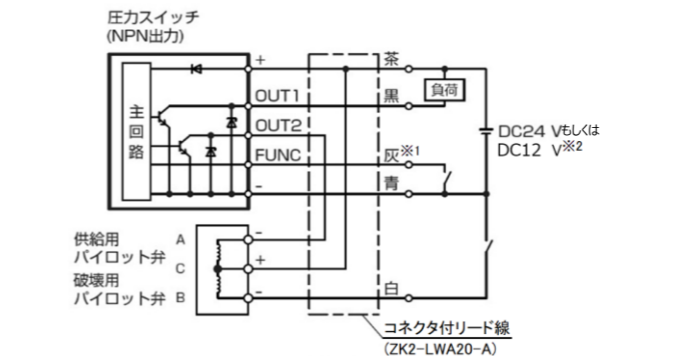 圧力スイッチ
(NPN出力)
+
茶
主回路
負荷
OUT1
黒
OUT2
DC24 Vもしくは
DC12 V※2
FUNC
灰※1
-
青
供給用
パイロット弁
A
-
C
+
破壊用
パイロット弁
B
-
白
コネクタ付リード線
(ZK2-LWA20-A)